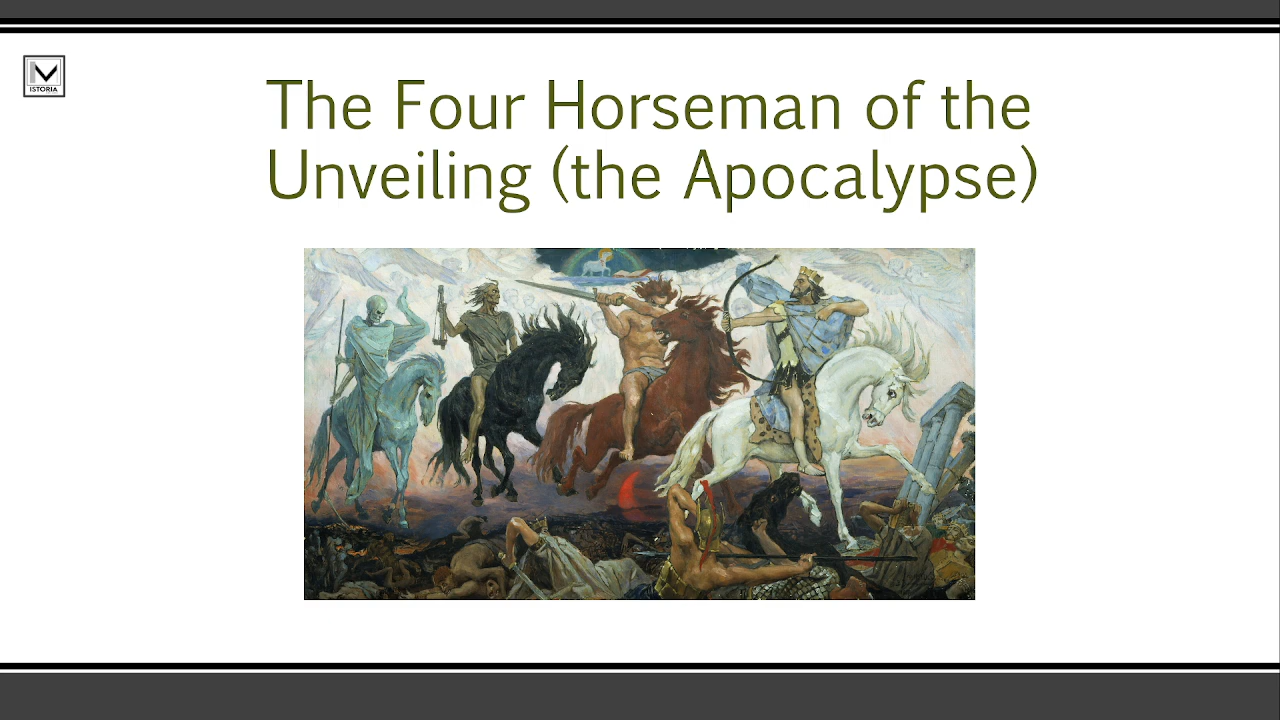 ISTORIA
The Four Horseman of the
Unveiling (the Apocalypse)